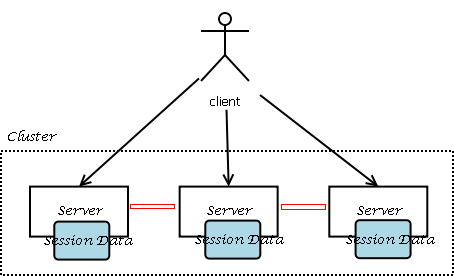 client
Cluster
Server Server Server
Session Data Session Data Session Data